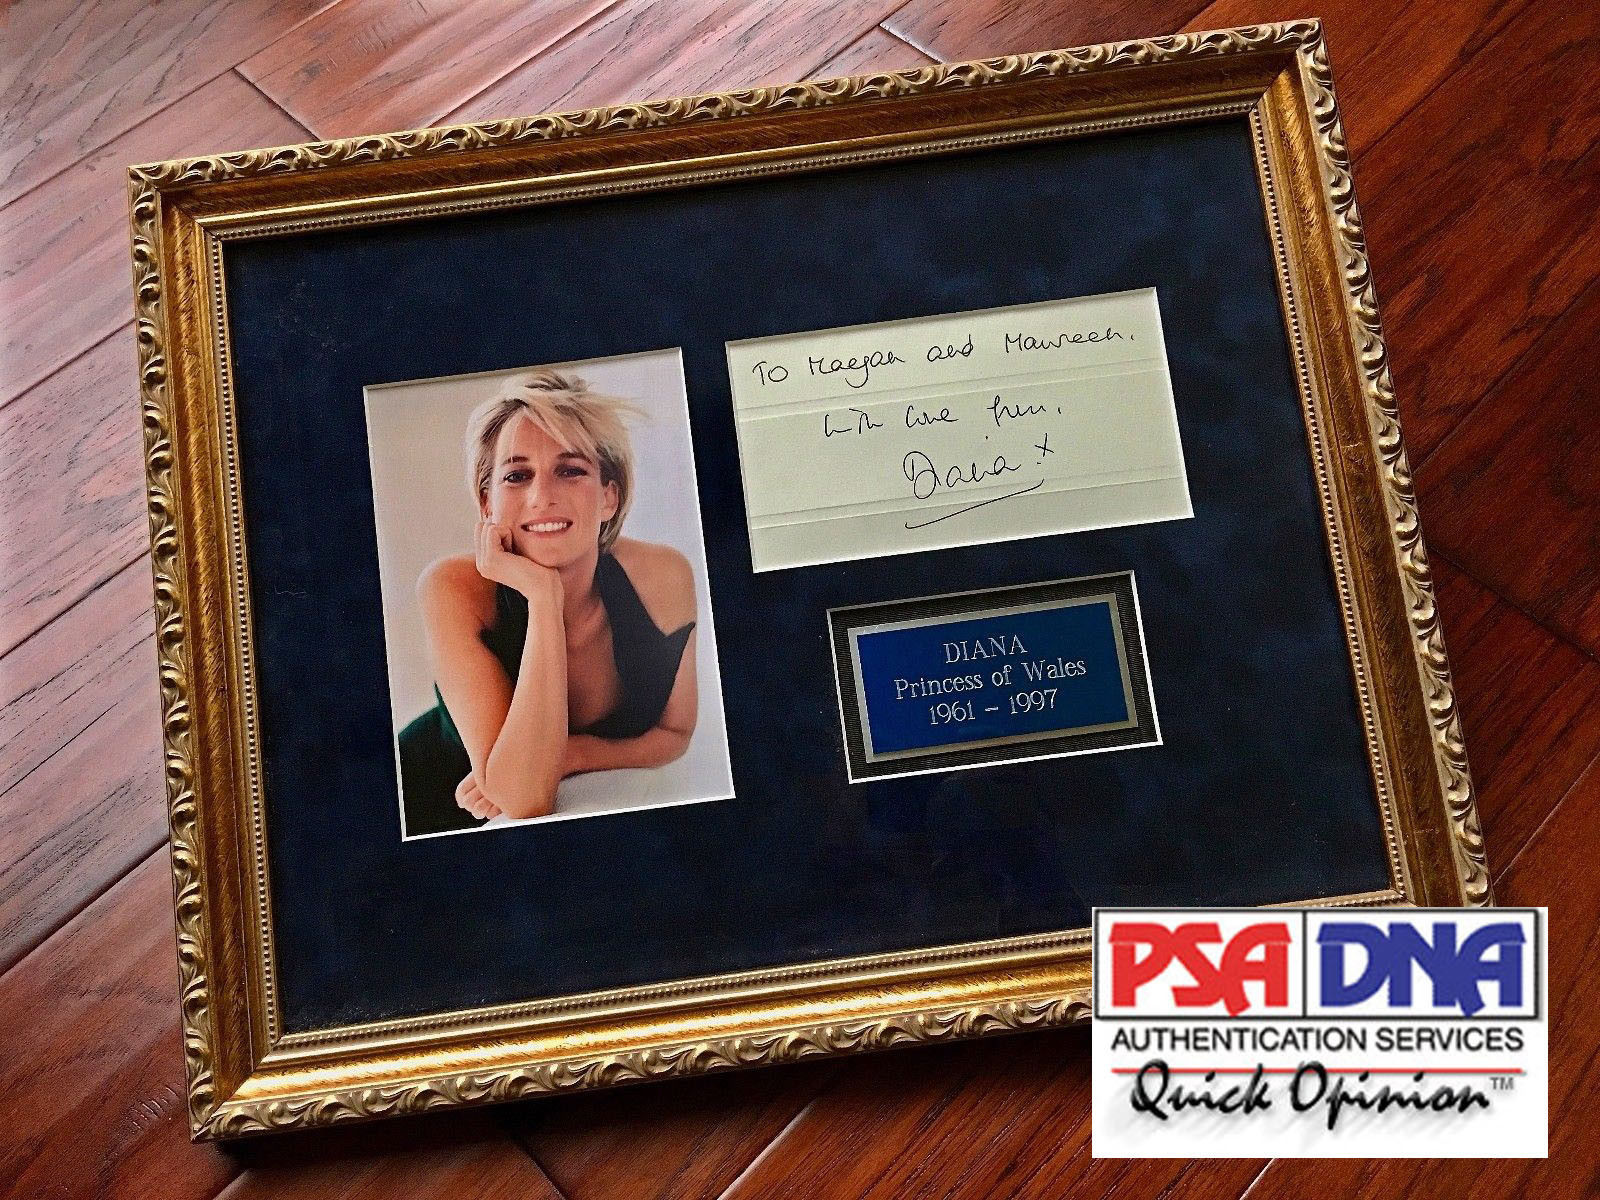 To Maegan and Maureen.
with love from.
Diana. x
DIANA
Princess of Wales
1961 - 1997
PSA DNA
AUTHENTICATION SERVICES
Quick Opinion™